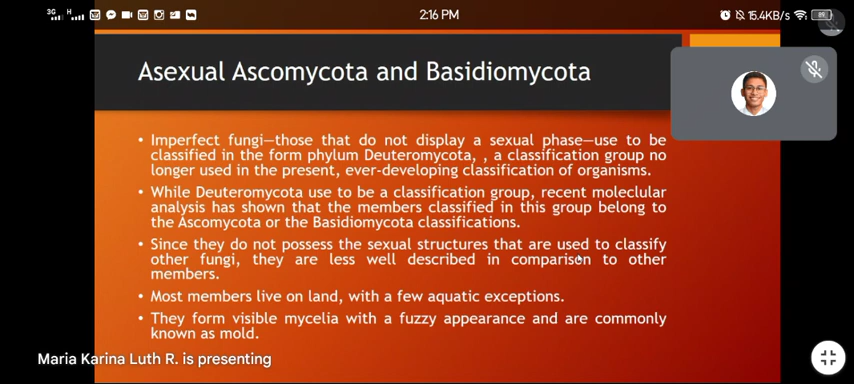 3G
H
2:16 PM
15.4KB/s
89
Asexual Ascomycota and Basidiomycota
• Imperfect fungi—those that do not display a sexual phase—use to be
classified in the form phylum Deuteromycota, , a classification group no
longer used in the present, ever-developing classification of organisms.
• While Deuteromycota use to be a classification group, recent moleclular
analysis has shown that the members classified in this group belong to
the Ascomycota or the Basidiomycota classifications.
• Since they do not possess the sexual structures that are used to classify
other fungi, they are less well described in comparison to other
members.
• Most members live on land, with a few aquatic exceptions.
• They form visible mycelia with a fuzzy appearance and are commonly
known as mold.
Maria Karina Luth R. is presenting